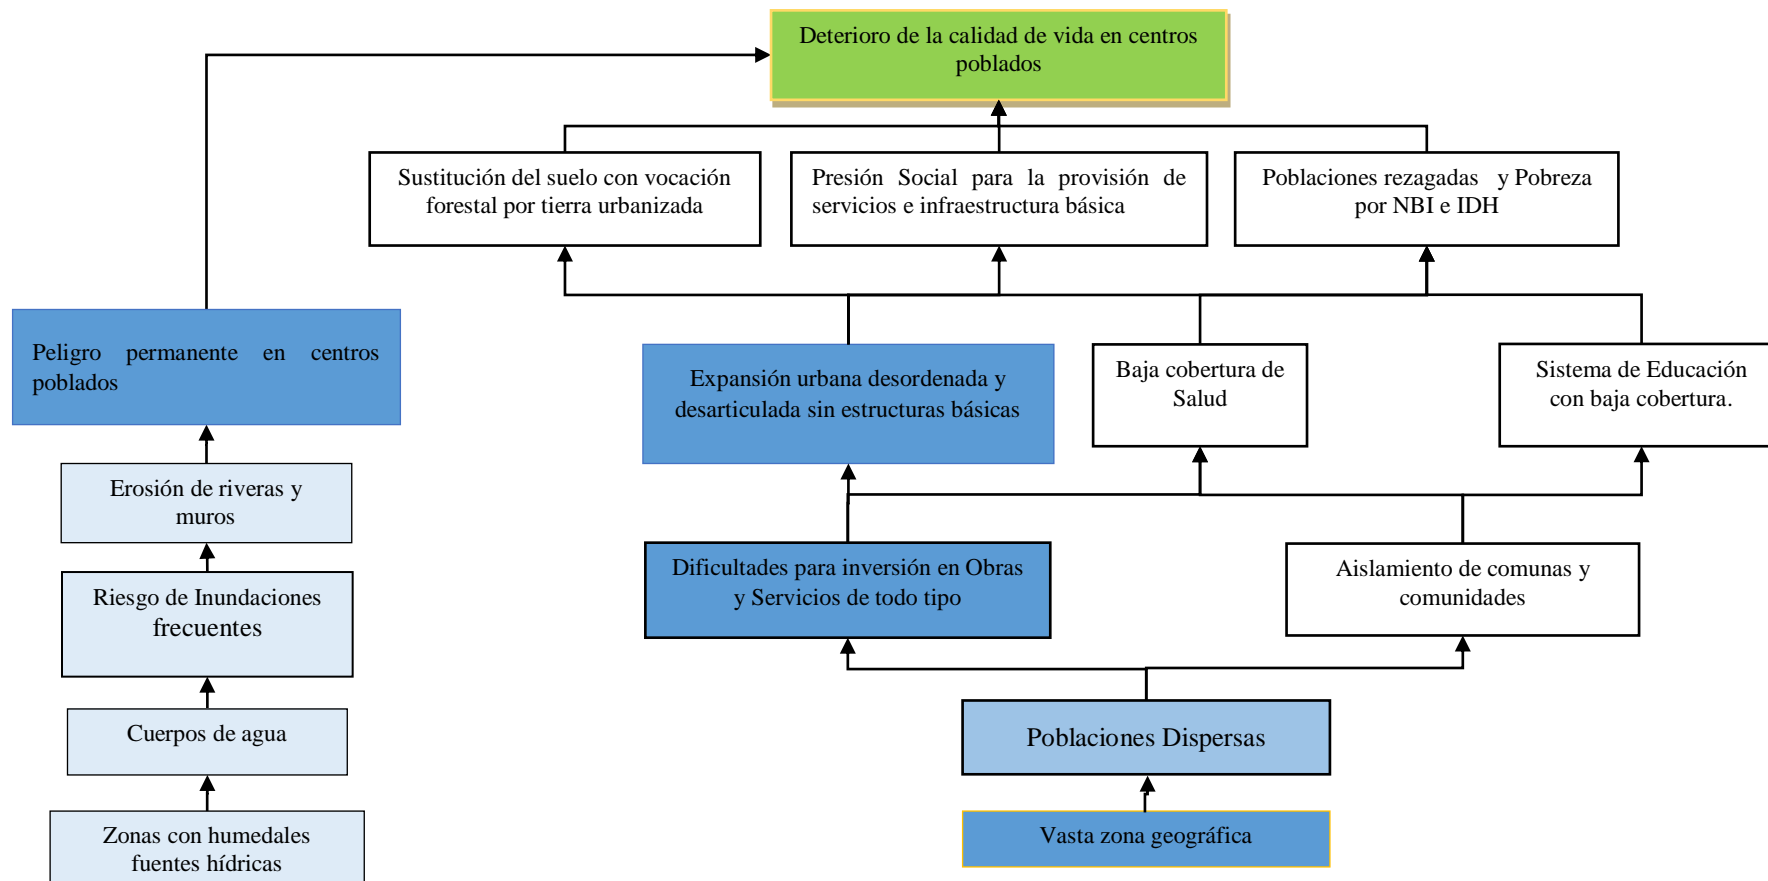 Deterioro de la calidad de vida en centros
poblados
Sustitución del suelo con vocación
forestal por tierra urbanizada
Presión Social para la provisión de
servicios e infraestructura básica
Poblaciones rezagadas y Pobreza
por NBI e IDH
Peligro permanente en centros
poblados
Expansión urbana desordenada y
desarticulada sin estructuras básicas
Baja cobertura de
Salud
Sistema de Educación
con baja cobertura.
Erosión de riveras y
muros
Riesgo de Inundaciones
frecuentes
Dificultades para inversión en Obras
y Servicios de todo tipo
Aislamiento de comunas y
comunidades
Cuerpos de agua
Poblaciones Dispersas
Zonas con humedales
fuentes hídricas
Vasta zona geográfica